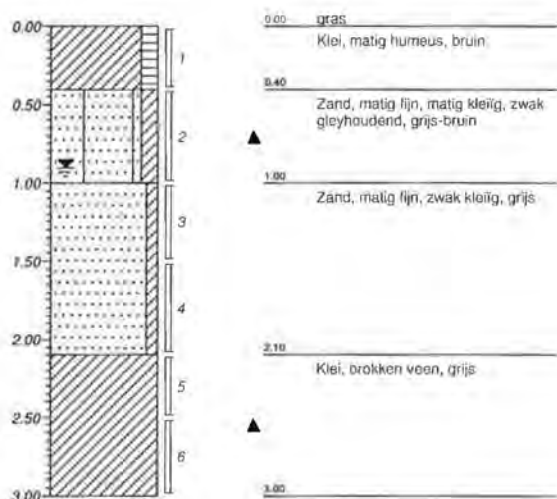 0.00
0.50
1.00
1.50
2.00
2.50
3.00
1
2
3
4
5
6
0.00 gras
Klei, matig humeus, bruin
0.40
Zand, matig fijn, matig kleiïg, zwak
gleyhoudend, grijs-bruin
1.00
Zand, matig fijn, zwak kleiïg, grijs
2.10
Klei, brokken veen, grijs
3.00